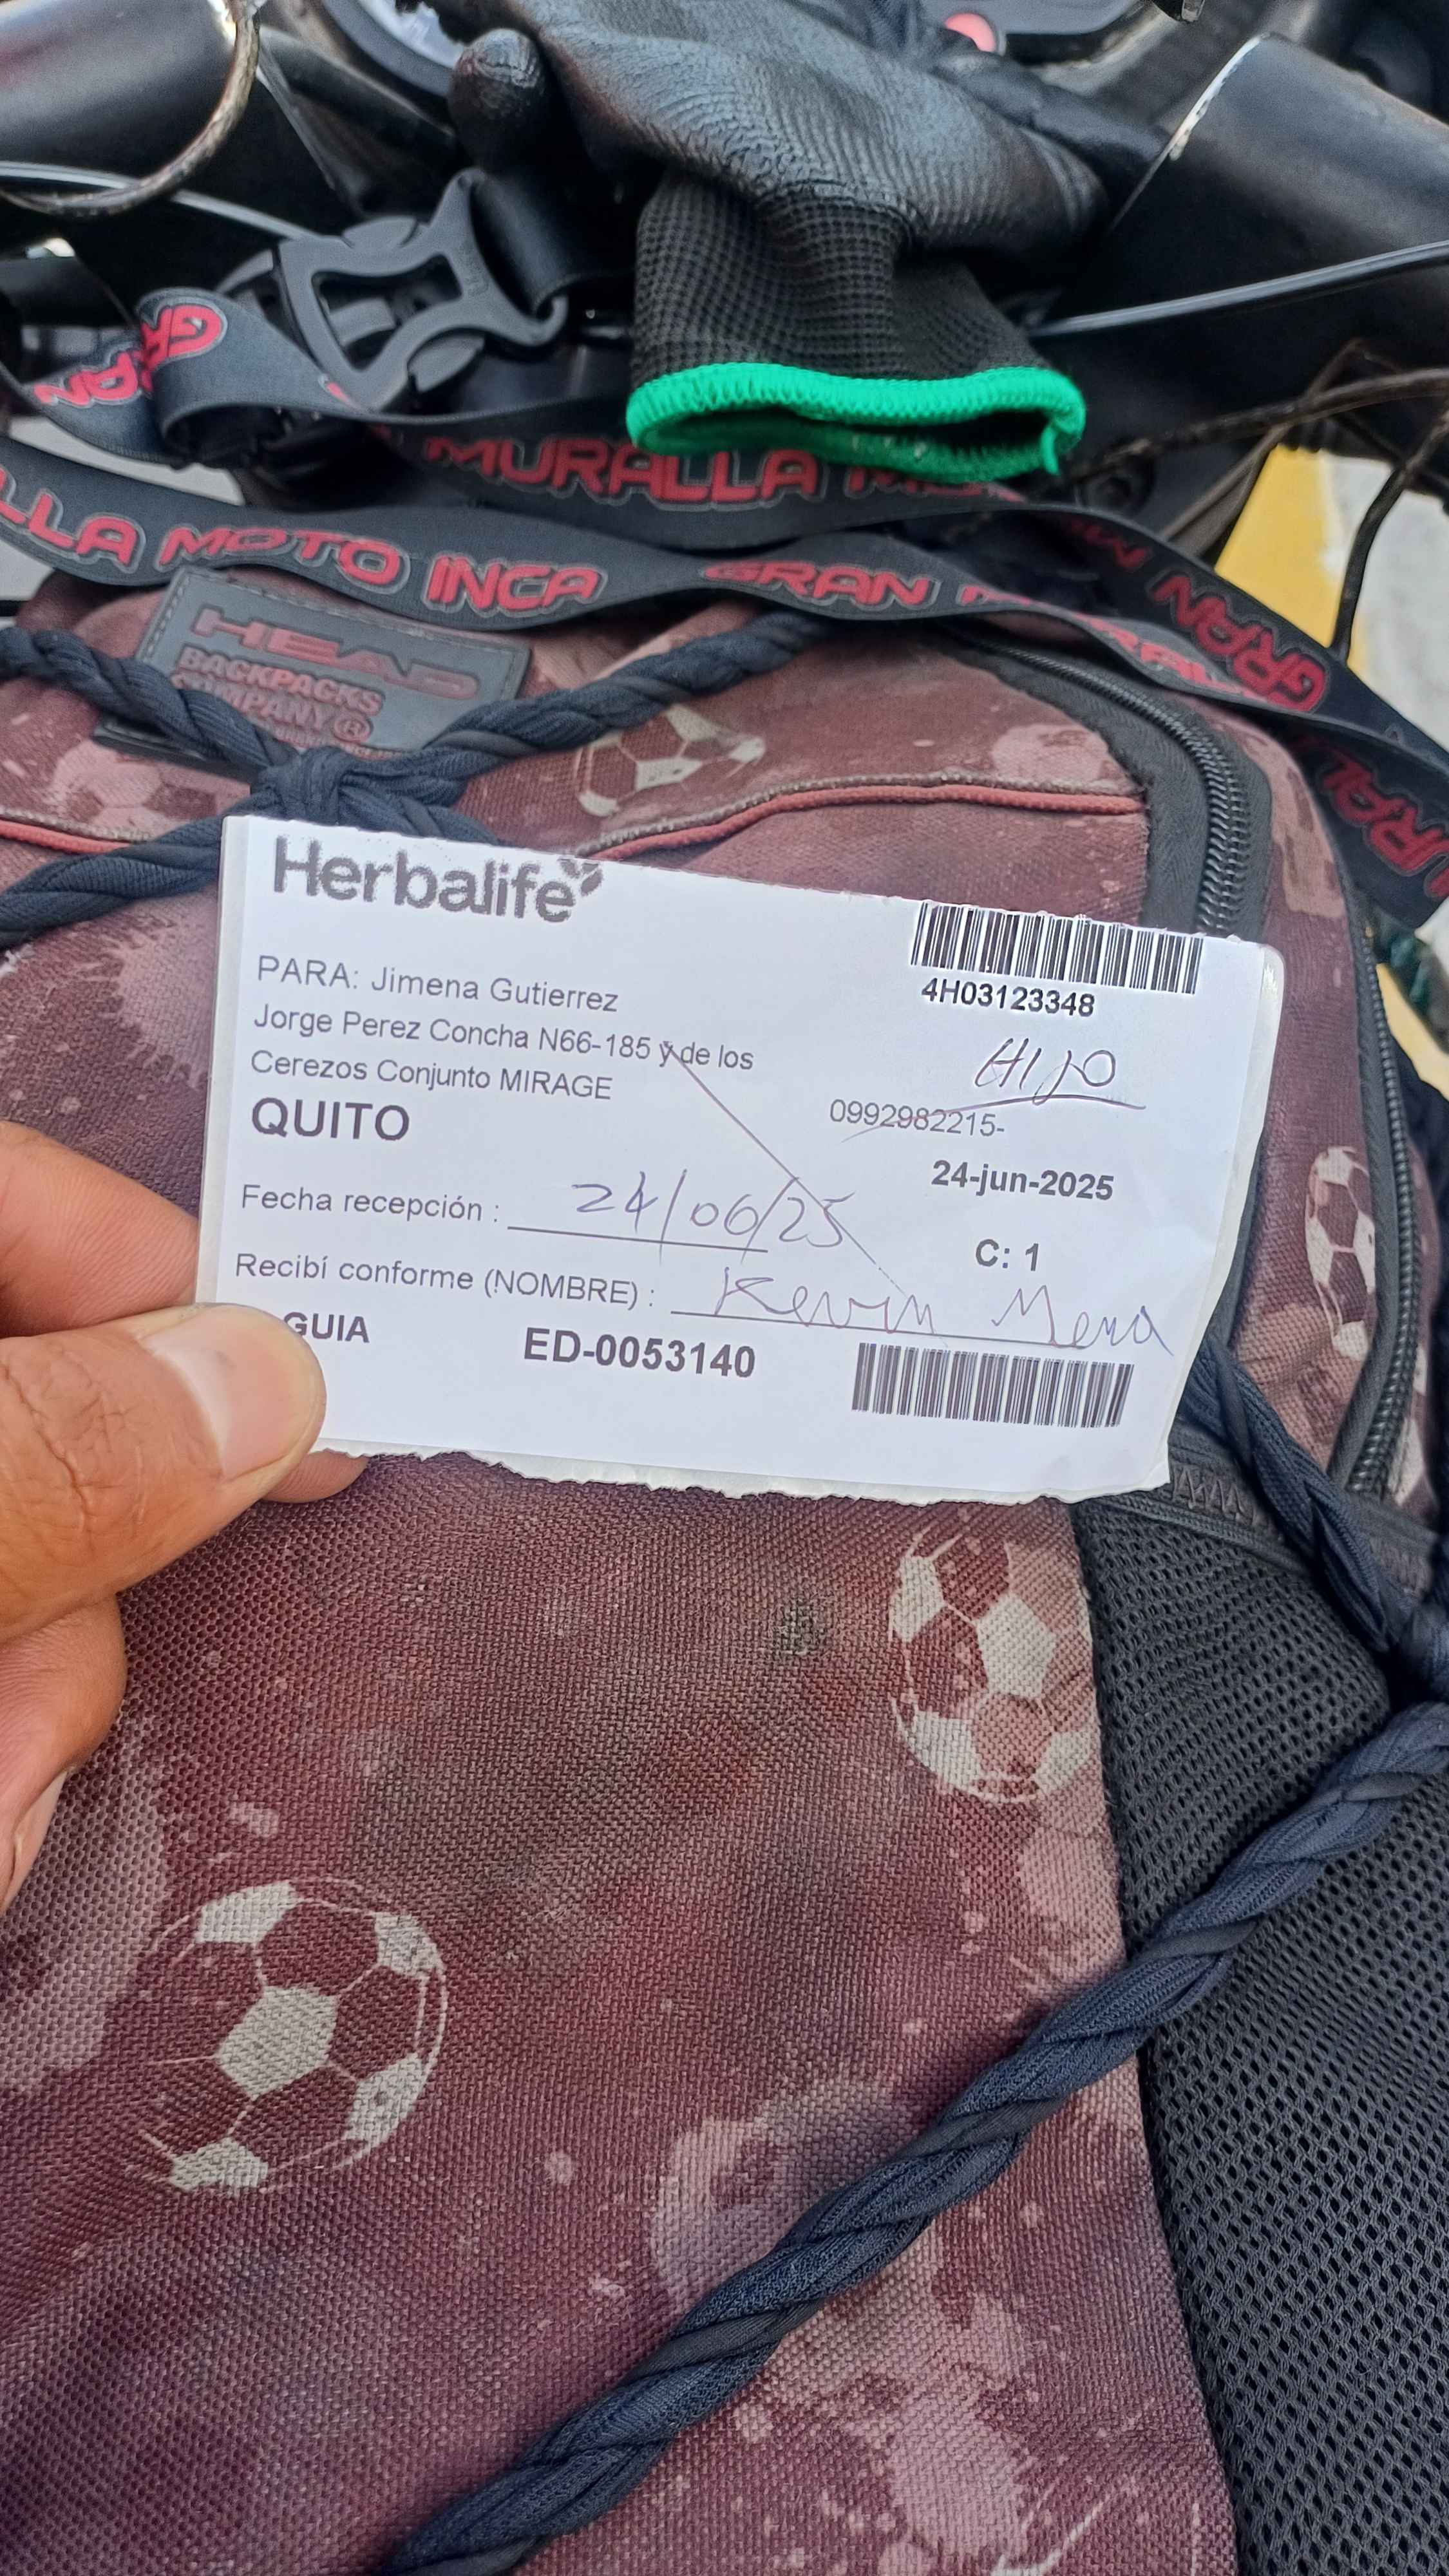 MURALLA
LLA MOTO INCA GRAN
GRAN
HEAD
BACKPACKS
COMPANY®
Herbalife
4H03123348
PARA: Jimena Gutierrez
Jorge Perez Concha N66-185 y de los
Cerezos Conjunto MIRAGE
HIJO
QUITO
0992982215-
24-jun-2025
Fecha recepción : 24/06/25
C: 1
Recibí conforme (NOMBRE) : Kevin Mena
GUIA ED-0053140